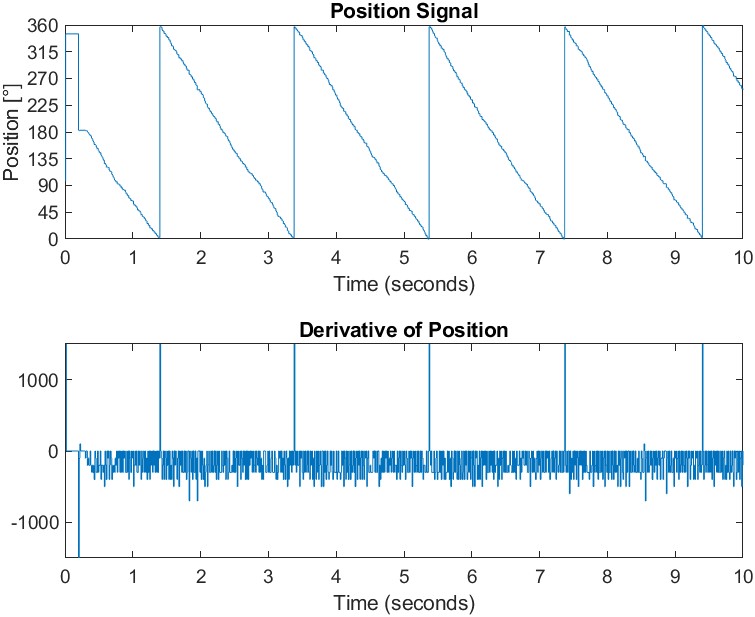 Position Signal
360
315
270
225
180
135
90
45
0
Position [°]
0 1 2 3 4 5 6 7 8 9 10
Time (seconds)
Derivative of Position
1000
0
-1000
0 1 2 3 4 5 6 7 8 9 10
Time (seconds)